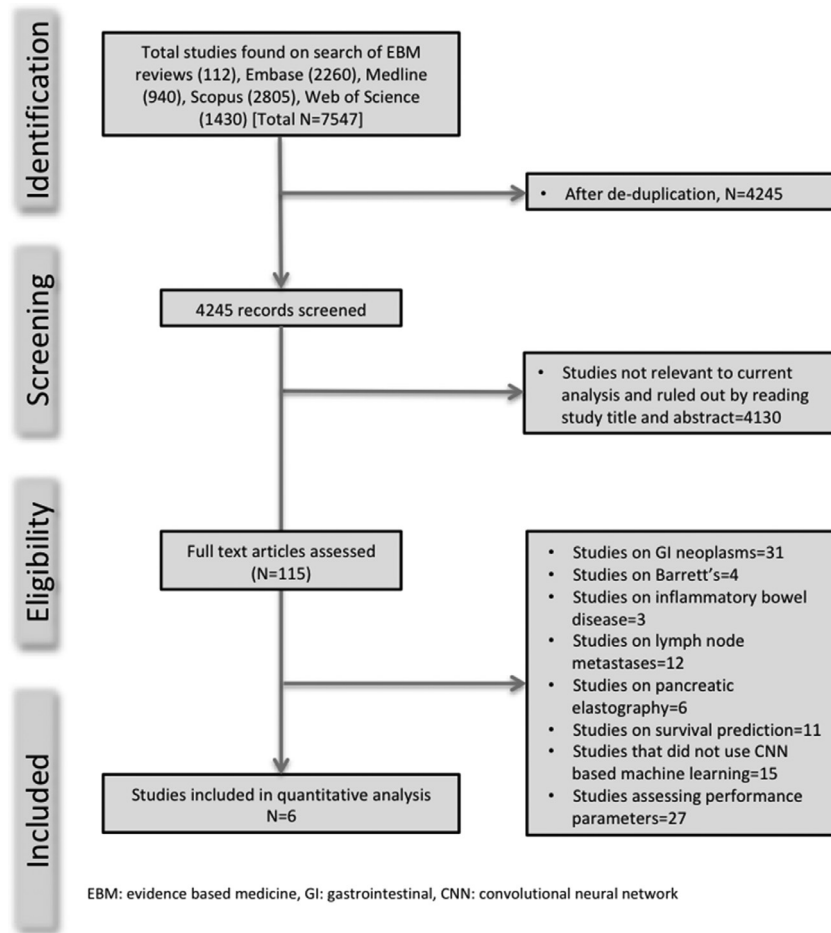 Identification
Total studies found on search of EBM
reviews (112), Embase (2260), Medline
(940), Scopus (2805), Web of Science
(1430) [Total N=7547]
• After de-duplication, N=4245
Screening
4245 records screened
• Studies not relevant to current
analysis and ruled out by reading
study title and abstract=4130
Eligibility
Full text articles assessed
(N=115)
• Studies on GI neoplasms=31
• Studies on Barrett’s=4
• Studies on inflammatory bowel
disease=3
• Studies on lymph node
metastases=12
• Studies on pancreatic
elastography=6
• Studies on survival prediction=11
• Studies that did not use CNN
based machine learning=15
• Studies assessing performance
parameters=27
Included
Studies included in quantitative analysis
N=6
EBM: evidence based medicine, GI: gastrointestinal, CNN: convolutional neural network